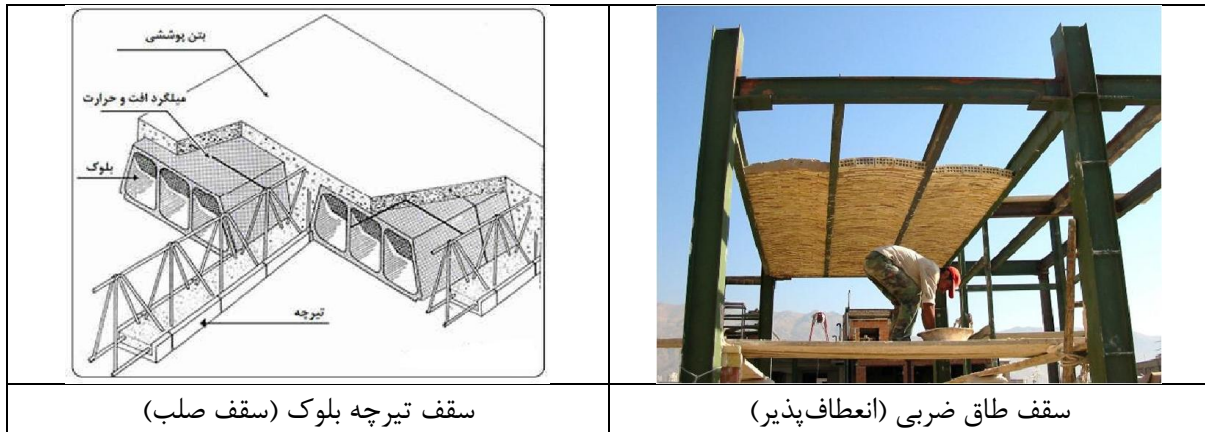 بتن پوششی
میلگرد افت و حرارت
بلوک
تیرچه
سقف طاق ضربی (انعطاف‌پذیر)
سقف تیرچه بلوک (سقف صلب)